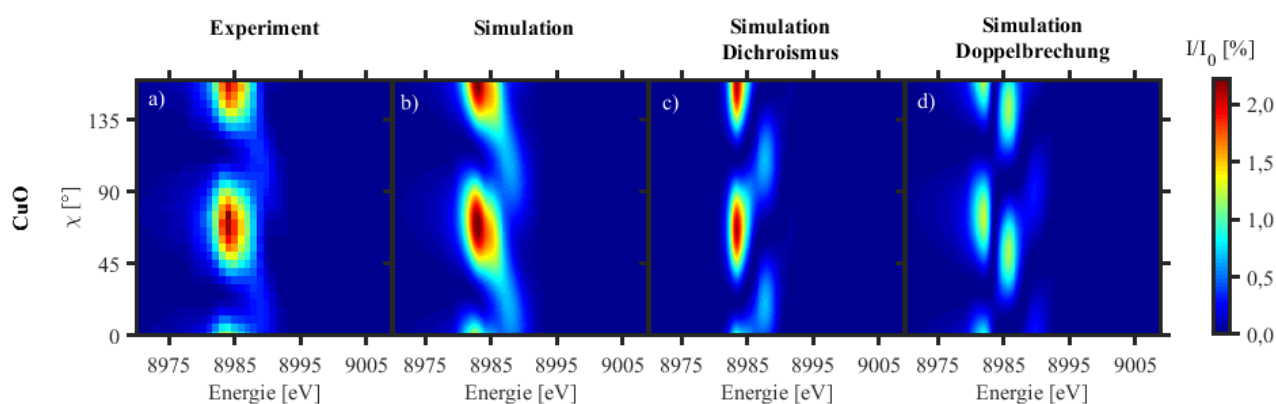 Experiment
Simulation
Simulation
Dichroismus
Simulation
Doppelbrechung
I/I0 [%]
a)
b)
c)
d)
CuO
χ [°]
135
90
45
0
2,0
1,5
1,0
0,5
0,0
8975 8985 8995 9005
8975 8985 8995 9005
8975 8985 8995 9005
8975 8985 8995 9005
Energie [eV]
Energie [eV]
Energie [eV]
Energie [eV]